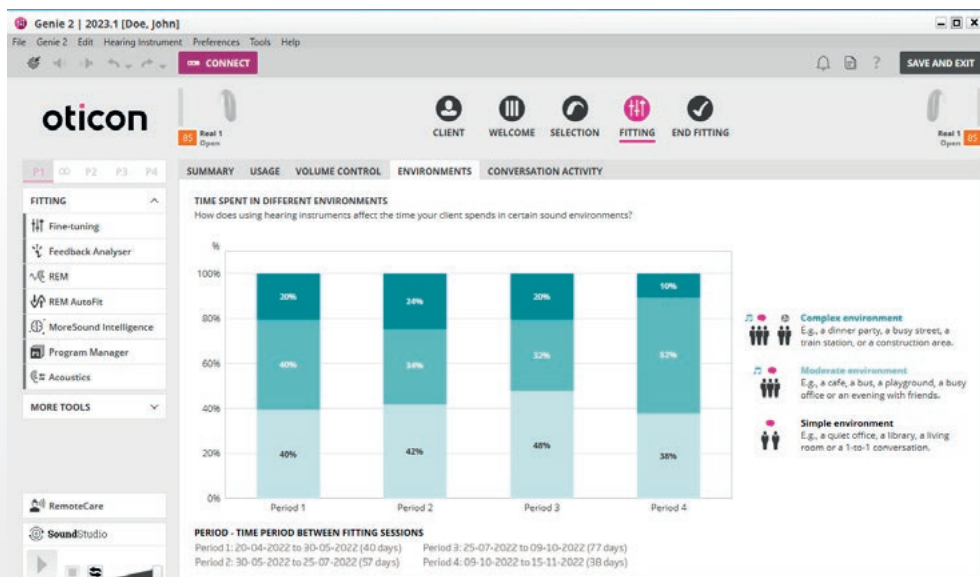 Genie 2 | 2023.1 [Doe, John]
File Genie 2 Edit Hearing Instrument Preferences Tools Help
CONNECT
?
SAVE AND EXIT
oticon
85
Real 1
Open
CLIENT
WELCOME
SELECTION
FITTING
END FITTING
Real 1
Open
85
P1 P2 P3 P4
SUMMARY USAGE VOLUME CONTROL ENVIRONMENTS CONVERSATION ACTIVITY
FITTING
Fine-tuning
Feedback Analyser
REM
REM AutoFit
MoreSound Intelligence
Program Manager
Acoustics
MORE TOOLS
RemoteCare
SoundStudio
TIME SPENT IN DIFFERENT ENVIRONMENTS
How does using hearing instruments affect the time your client spends in certain sound environments?
%
100%
80%
60%
40%
20%
0%
20%
40%
40%
24%
34%
42%
20%
32%
48%
10%
52%
38%
Period 1
Period 2
Period 3
Period 4
Complex environment
E.g., a dinner party, a busy street, a
train station, or a construction area.
Moderate environment
E.g., a cafe, a bus, a playground, a busy
office or an evening with friends.
Simple environment
E.g., a quiet office, a library, a living
room or a 1-to-1 conversation.
PERIOD - TIME PERIOD BETWEEN FITTING SESSIONS
Period 1: 20-04-2022 to 30-05-2022 (40 days)
Period 3: 25-07-2022 to 09-10-2022 (77 days)
Period 2: 30-05-2022 to 25-07-2022 (57 days)
Period 4: 09-10-2022 to 15-11-2022 (38 days)